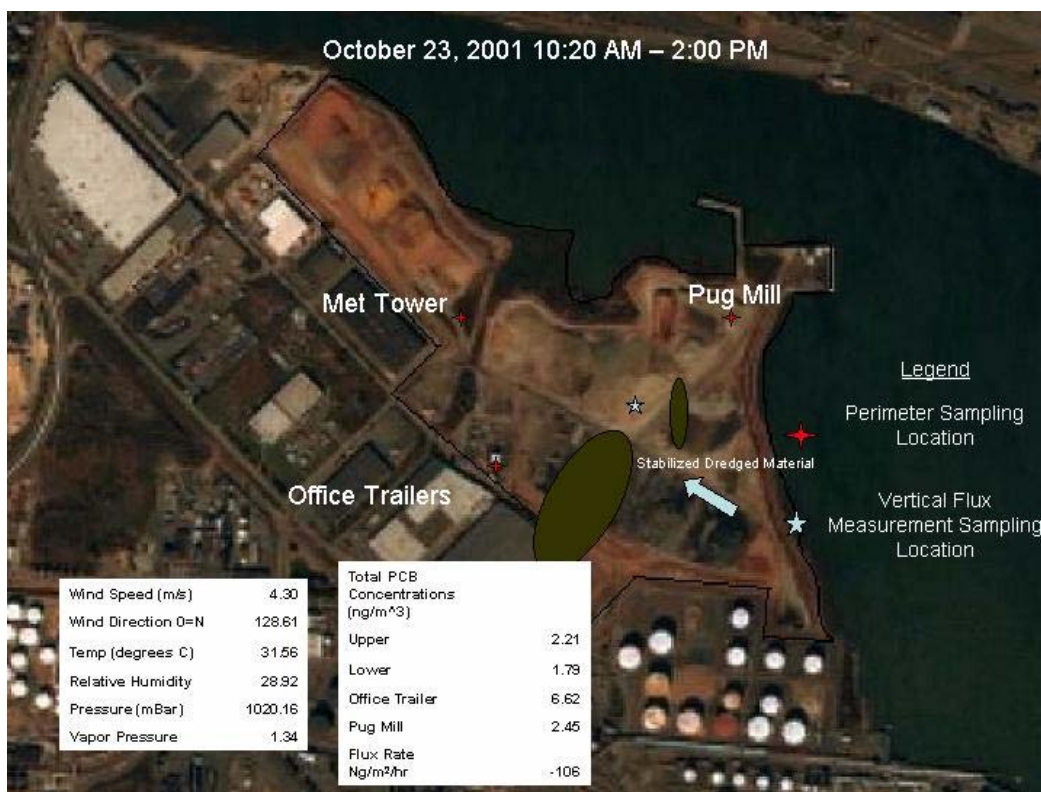 October 23, 2001 10:20 AM – 2:00 PM
Met Tower
Pug Mill
Legend
Perimeter Sampling
Location
Stabilized Dredged Material
Office Trailers
Vertical Flux
Measurement Sampling
Location
Wind Speed (m/s) 4.30
Wind Direction 0=N 128.61
Temp (degrees C) 31.56
Relative Humidity 28.92
Pressure (mBar) 1020.16
Vapor Pressure 1.34
Total PCB
Concentrations
(ng/m^3)
Upper 2.21
Lower 1.79
Office Trailer 6.62
Pug Mill 2.45
Flux Rate
Ng/m²/hr -106